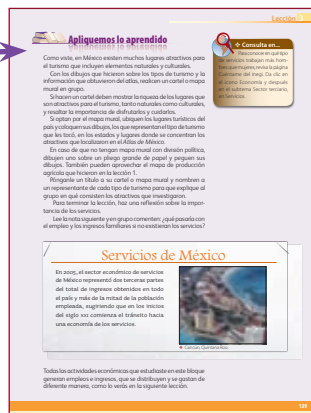 Lección 3
Apliquemos lo aprendido
Como viste, en México existen muchos lugares atractivos para
el turismo que incluyen elementos naturales y culturales.
Con los dibujos que hicieron sobre los tipos de turismo y la
información que obtuvieron del atlas, realicen un cartel o mapa
mural en grupo.
Si hacen un cartel deben mostrar la riqueza de los lugares que
son atractivos para el turismo, tanto naturales como culturales,
y resaltar la importancia de disfrutarlos y cuidarlos.
Si optan por el mapa mural, ubiquen los lugares turísticos del
país y coloquen sus dibujos, los que representan el tipo de turismo
que les tocó, en los estados y lugares donde se concentran los
atractivos que localizaron en el Atlas de México.
En caso de que no tengan mapa mural con división política,
dibujen uno sobre un pliego grande de papel y peguen sus
dibujos. También pueden aprovechar el mapa de producción
agrícola que hicieron en la lección 1.
Pónganle un título a su cartel o mapa mural y nombren a
un representante de cada tipo de turismo para que explique al
grupo en qué consisten los atractivos que investigaron.
Para terminar la lección, haz una reflexión sobre la impor-
tancia de los servicios.
Lee la nota siguiente y en grupo comenten: ¿qué pasaría con
el empleo y los ingresos familiares si no existieran los servicios?
Consulta en...
Para conocer en qué tipo
de servicios trabajan más hom-
bres que mujeres, revisa la página
Cuéntame del Inegi. Da clic en
el icono Economía y después
en el subtema Sector terciario,
en Servicios.
Servicios de México
En 2005, el sector económico de servicios
de México representó dos terceras partes
del total de ingresos obtenidos en todo
el país y más de la mitad de la población
empleada, sugiriendo que en los inicios
del siglo XXI comienza el tránsito hacia
una economía de los servicios.
Cancún, Quintana Roo.
Todas las actividades económicas que estudiaste en este bloque
generan empleos e ingresos, que se distribuyen y se gastan de
diferente manera, como lo verás en la siguiente lección.